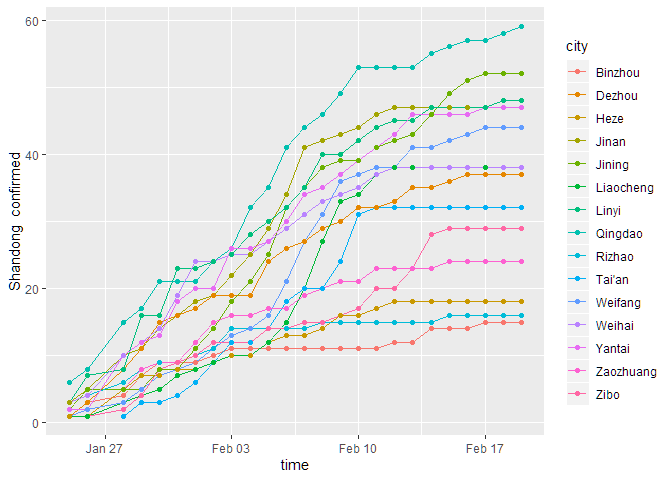 60
40
20
0
Shandong confirmed
Jan 27
Feb 03
Feb 10
Feb 17
time
city
Binzhou
Dezhou
Heze
Jinan
Jining
Liaocheng
Linyi
Qingdao
Rizhao
Tai'an
Weifang
Weihai
Yantai
Zaozhuang
Zibo